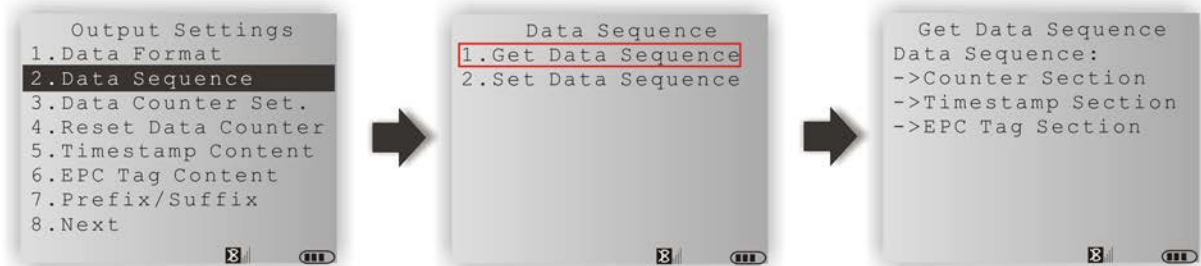 Output Settings
1.Data Format
2.Data Sequence
3.Data Counter Set.
4.Reset Data Counter
5.Timestamp Content
6.EPC Tag Content
7.Prefix/Suffix
8.Next
Data Sequence
1.Get Data Sequence
2.Set Data Sequence
Get Data Sequence
Data Sequence:
->Counter Section
->Timestamp Section
->EPC Tag Section